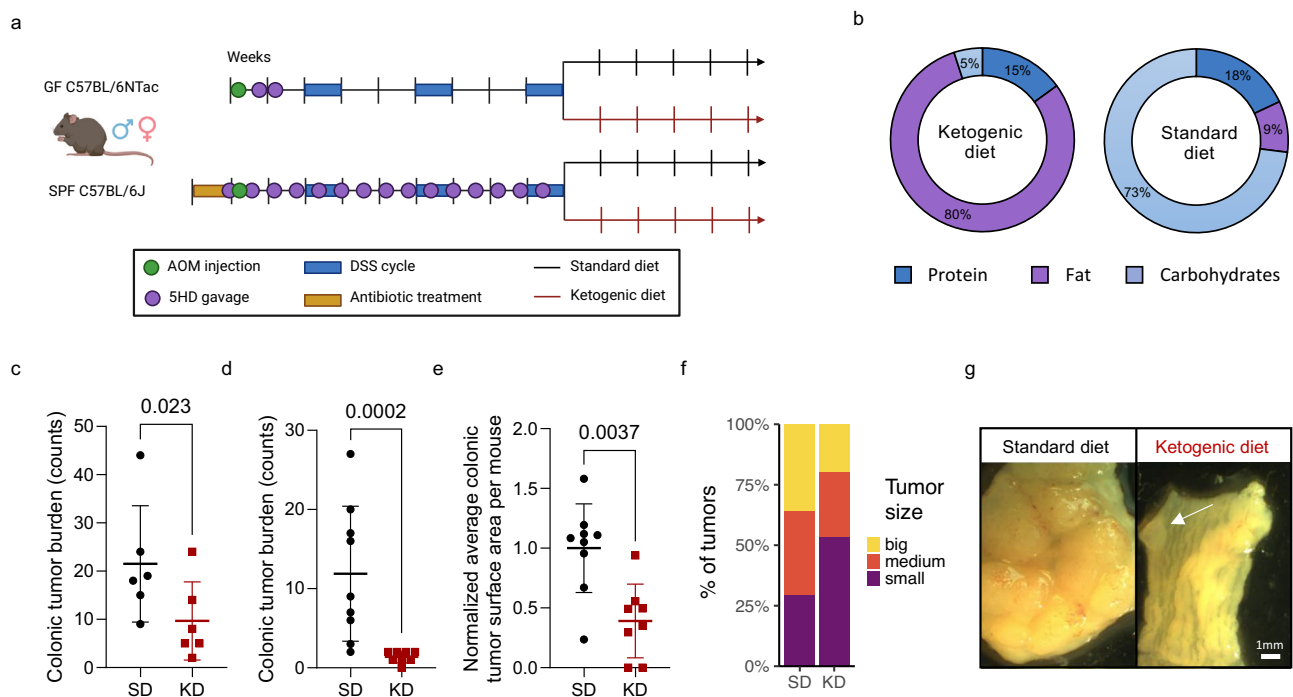 a
Weeks
GF C57BL/6NTac
SPF C57BL/6J
AOM injection
DSS cycle
Standard diet
5HD gavage
Antibiotic treatment
Ketogenic diet
b
5%
15%
Ketogenic
diet
80%
18%
9%
Standard
diet
73%
Protein
Fat
Carbohydrates
c
Colonic tumor burden (counts)
0.023
50
40
30
20
10
0
SD
KD
d
Colonic tumor burden (counts)
0.0002
30
20
10
0
SD
KD
e
Normalized average colonic
tumor surface area per mouse
0.0037
2.0
1.5
1.0
0.5
0.0
SD
KD
f
% of tumors
100%
75%
50%
25%
0%
SD
KD
Tumor
size
big
medium
small
g
Standard diet
Ketogenic diet
1mm